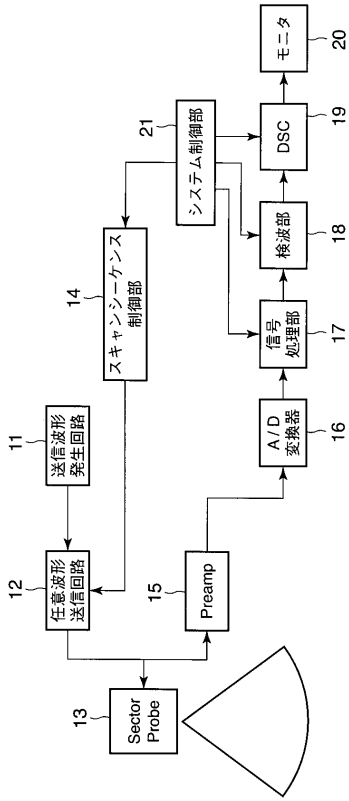 11
送信波形
発生回路
12
任意波形
送信回路
13
Sector
Probe
14
スキャンシーケンス
制御部
15
Preamp
16
A/D
変換器
17
信号
処理部
18
検波部
19
DSC
20
モニタ
21
システム制御部